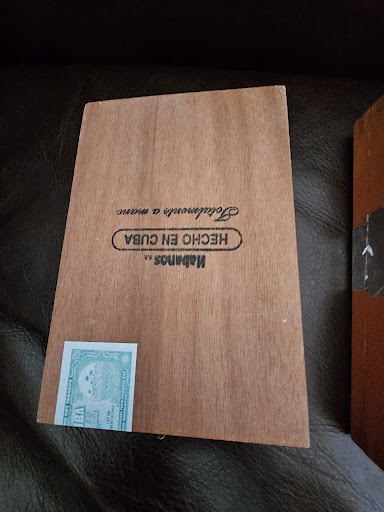 Habanos s.a.
HECHO EN CUBA
Totalmente a mano